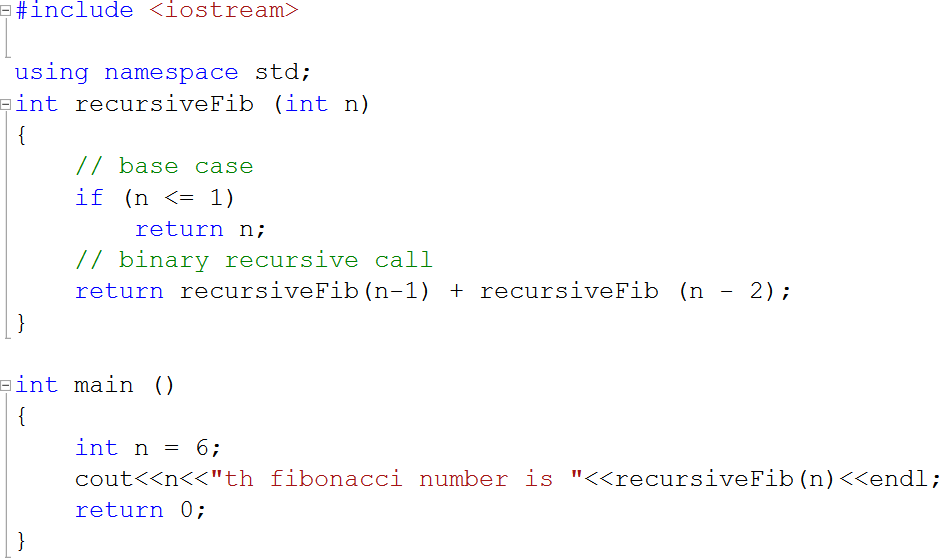 #include <iostream>
using namespace std;
int recursiveFib (int n)
{
    // base case
    if (n <= 1)
        return n;
    // binary recursive call
    return recursiveFib(n-1) + recursiveFib (n - 2);
}
int main ()
{
    int n = 6;
    cout<<n<<"th fibonacci number is "<<recursiveFib(n)<<endl;
    return 0;
}